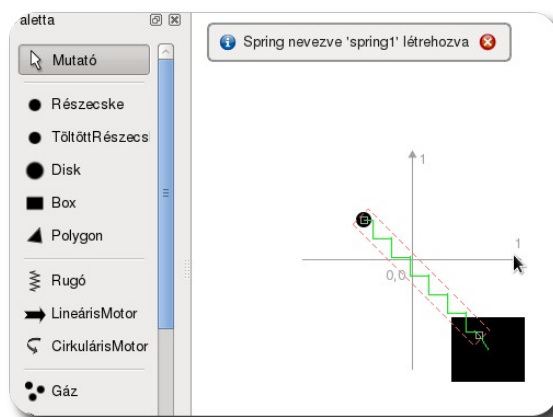 aletta
Spring nevezve 'spring1' létrehozva
Mutató
Részecske
TöltöttRészecs
Disk
Box
Polygon
Rugó
LineárisMotor
CirkulárisMotor
Gáz
1
1
0,0